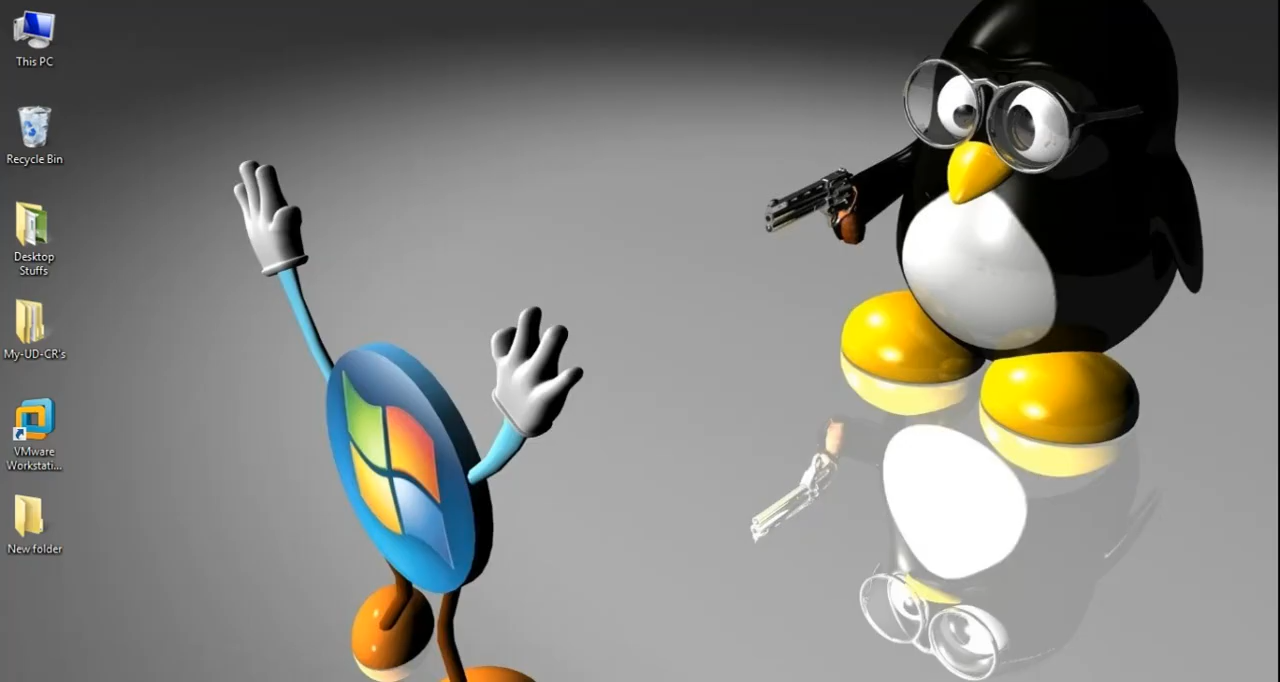 This PC
Recycle Bin
Desktop
Stuffs
My-UD-CR's
VMware
Workstati...
New folder